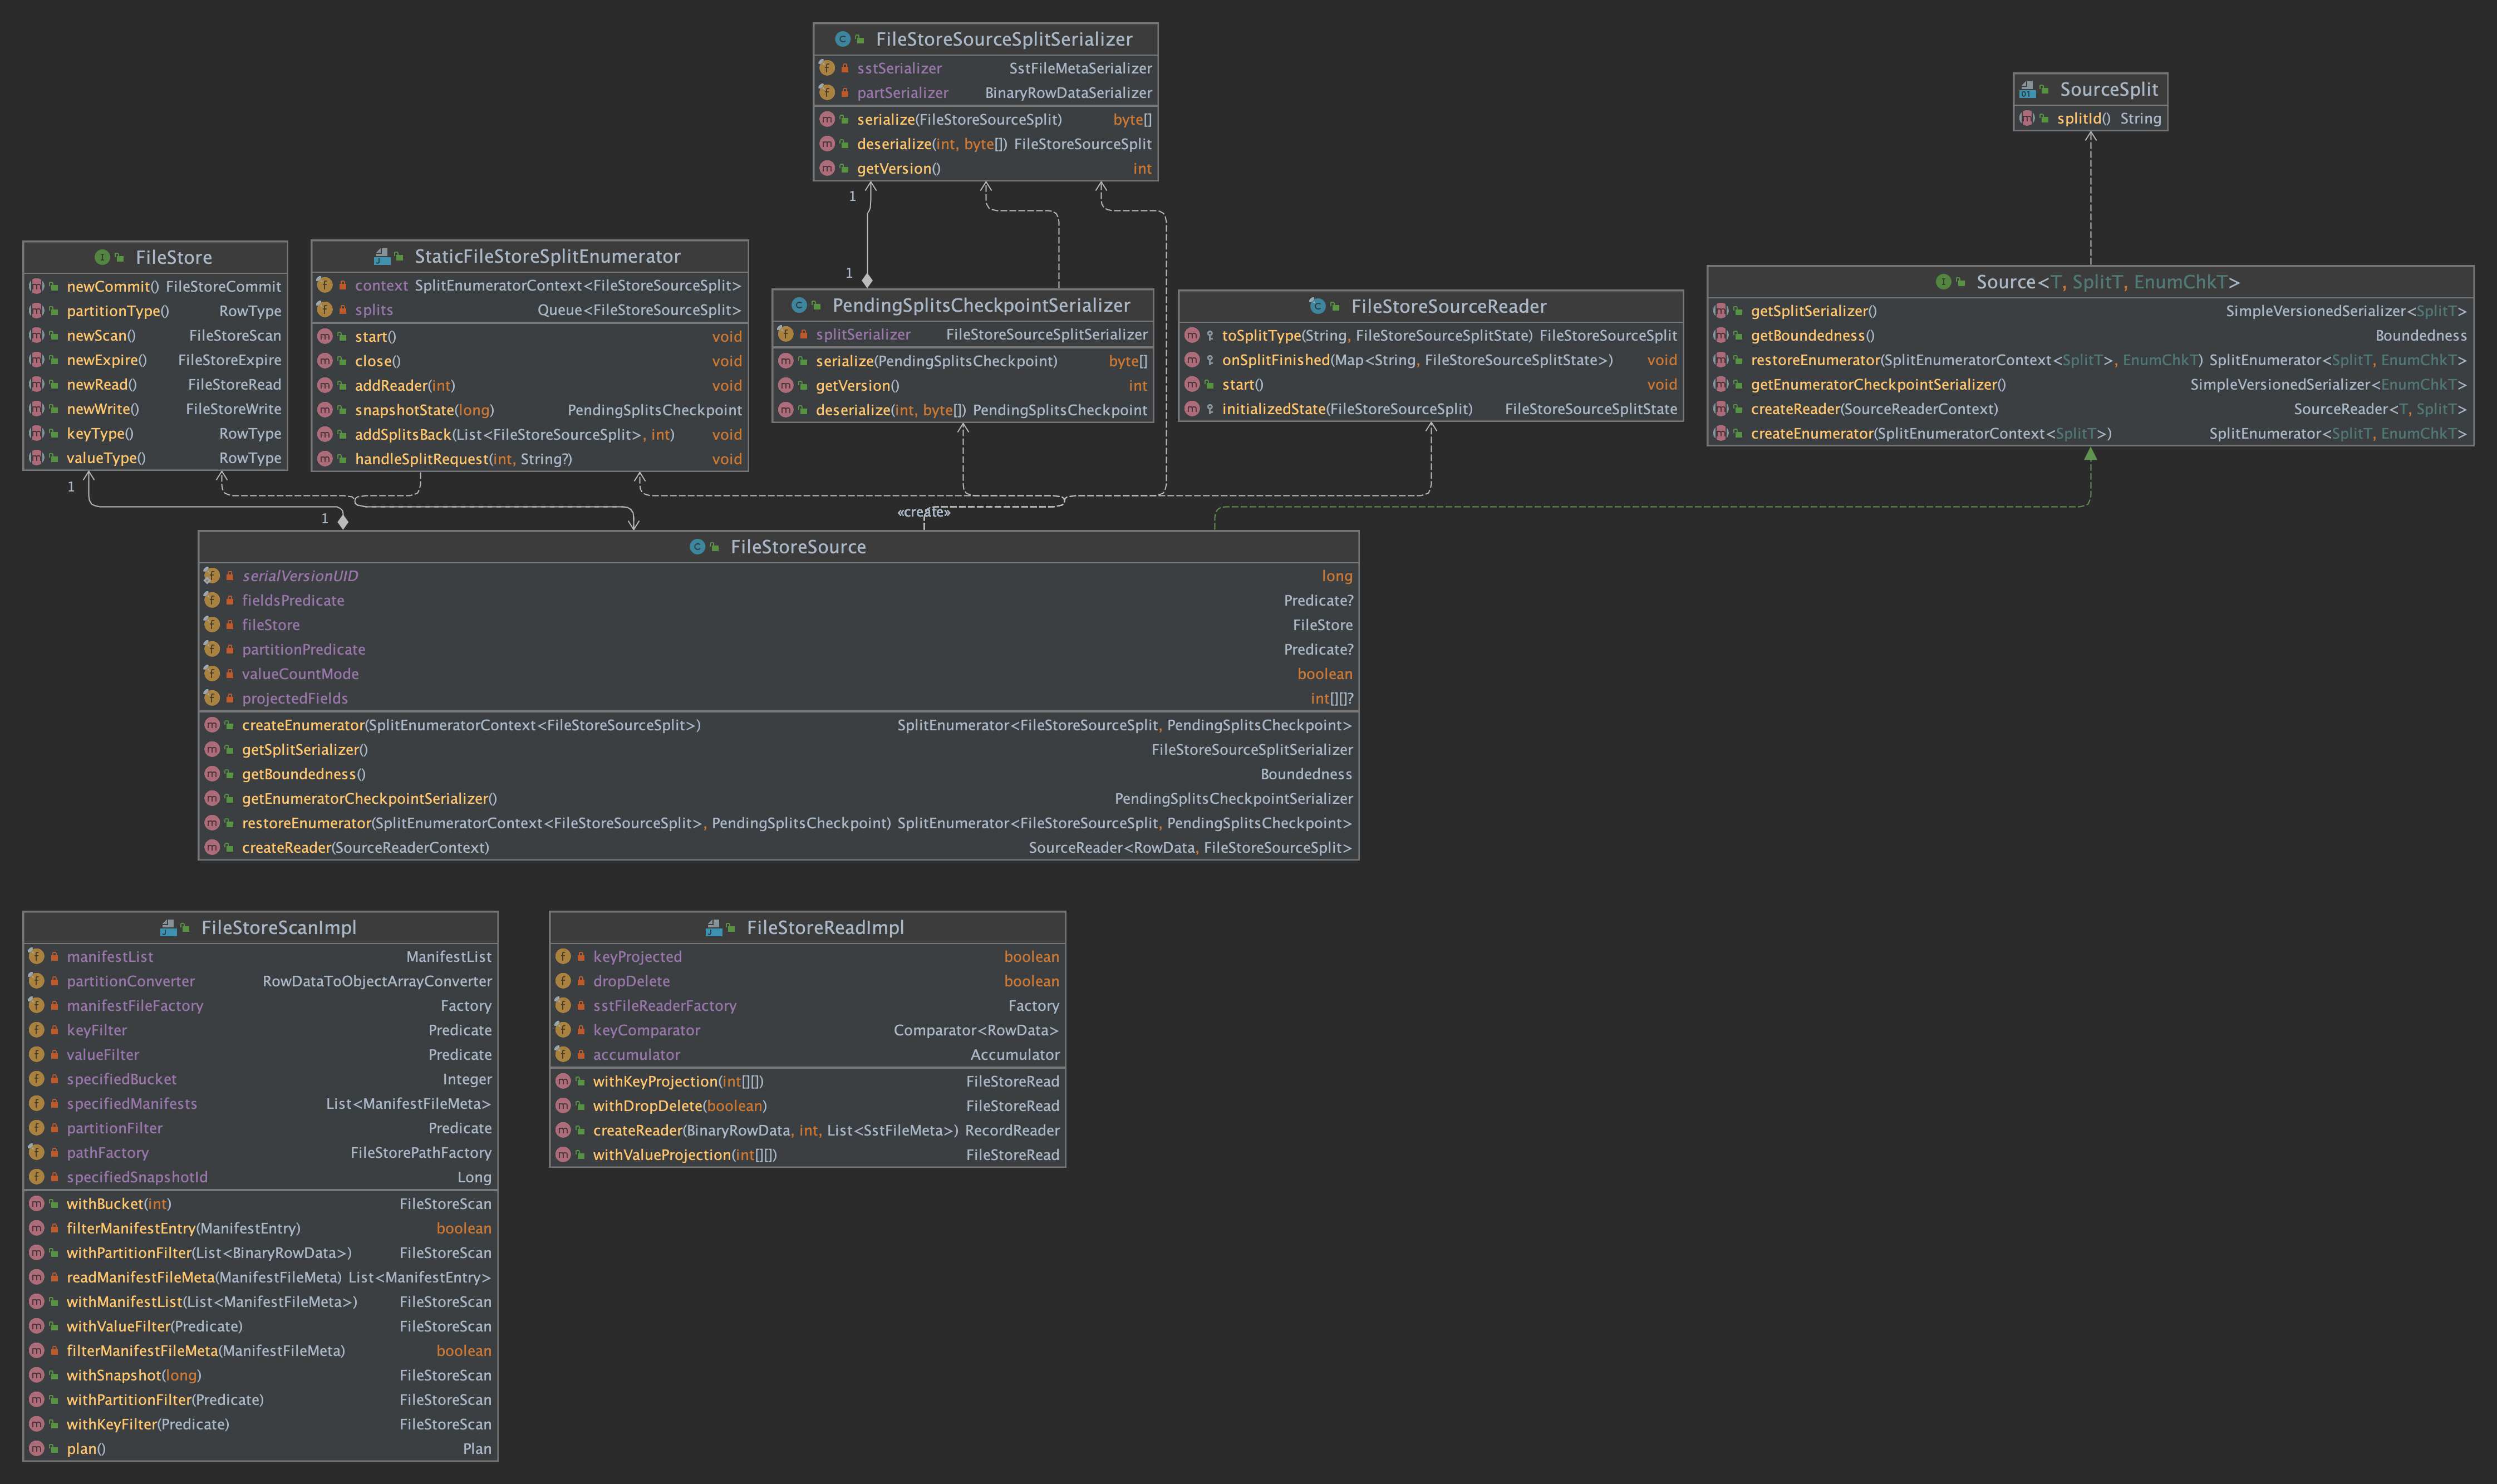 FileStoreSourceSplitSerializer
sstSerializer SstFileMetaSerializer
partSerializer BinaryRowDataSerializer
serialize(FileStoreSourceSplit) byte[]
deserialize(int, byte[]) FileStoreSourceSplit
getVersion() int
SourceSplit
splitId() String
1
1
FileStore
newCommit() FileStoreCommit
partitionType() RowType
newScan() FileStoreScan
newExpire() FileStoreExpire
newRead() FileStoreRead
newWrite() FileStoreWrite
keyType() RowType
valueType() RowType
StaticFileStoreSplitEnumerator
context SplitEnumeratorContext<FileStoreSourceSplit>
splits Queue<FileStoreSourceSplit>
start() void
close() void
addReader(int) void
snapshotState(long) PendingSplitsCheckpoint
addSplitsBack(List<FileStoreSourceSplit>, int) void
handleSplitRequest(int, String?) void
PendingSplitsCheckpointSerializer
splitSerializer FileStoreSourceSplitSerializer
serialize(PendingSplitsCheckpoint) byte[]
getVersion() int
deserialize(int, byte[]) PendingSplitsCheckpoint
FileStoreSourceReader
toSplitType(String, FileStoreSourceSplitState) FileStoreSourceSplit
onSplitFinished(Map<String, FileStoreSourceSplitState>) void
start() void
initializedState(FileStoreSourceSplit) FileStoreSourceSplitState
Source<T, SplitT, EnumChkT>
getSplitSerializer() SimpleVersionedSerializer<SplitT>
getBoundedness() Boundedness
restoreEnumerator(SplitEnumeratorContext<SplitT>, EnumChkT) SplitEnumerator<SplitT, EnumChkT>
getEnumeratorCheckpointSerializer() SimpleVersionedSerializer<EnumChkT>
createReader(SourceReaderContext) SourceReader<T, SplitT>
createEnumerator(SplitEnumeratorContext<SplitT>) SplitEnumerator<SplitT, EnumChkT>
1
1
«create»
FileStoreSource
serialVersionUID long
fieldsPredicate Predicate?
fileStore FileStore
partitionPredicate Predicate?
valueCountMode boolean
projectedFields int[][]?
createEnumerator(SplitEnumeratorContext<FileStoreSourceSplit>) SplitEnumerator<FileStoreSourceSplit, PendingSplitsCheckpoint>
getSplitSerializer() FileStoreSourceSplitSerializer
getBoundedness() Boundedness
getEnumeratorCheckpointSerializer() PendingSplitsCheckpointSerializer
restoreEnumerator(SplitEnumeratorContext<FileStoreSourceSplit>, PendingSplitsCheckpoint) SplitEnumerator<FileStoreSourceSplit, PendingSplitsCheckpoint>
createReader(SourceReaderContext) SourceReader<RowData, FileStoreSourceSplit>
FileStoreScanImpl
manifestList ManifestList
partitionConverter RowDataToObjectArrayConverter
manifestFileFactory Factory
keyFilter Predicate
valueFilter Predicate
specifiedBucket Integer
specifiedManifests List<ManifestFileMeta>
partitionFilter Predicate
pathFactory FileStorePathFactory
specifiedSnapshotId Long
withBucket(int) FileStoreScan
filterManifestEntry(ManifestEntry) boolean
withPartitionFilter(List<BinaryRowData>) FileStoreScan
readManifestFileMeta(ManifestFileMeta) List<ManifestEntry>
withManifestList(List<ManifestFileMeta>) FileStoreScan
withValueFilter(Predicate) FileStoreScan
filterManifestFileMeta(ManifestFileMeta) boolean
withSnapshot(long) FileStoreScan
withPartitionFilter(Predicate) FileStoreScan
withKeyFilter(Predicate) FileStoreScan
plan() Plan
FileStoreReadImpl
keyProjected boolean
dropDelete boolean
sstFileReaderFactory Factory
keyComparator Comparator<RowData>
accumulator Accumulator
withKeyProjection(int[][]) FileStoreRead
withDropDelete(boolean) FileStoreRead
createReader(BinaryRowData, int, List<SstFileMeta>) RecordReader
withValueProjection(int[][]) FileStoreRead